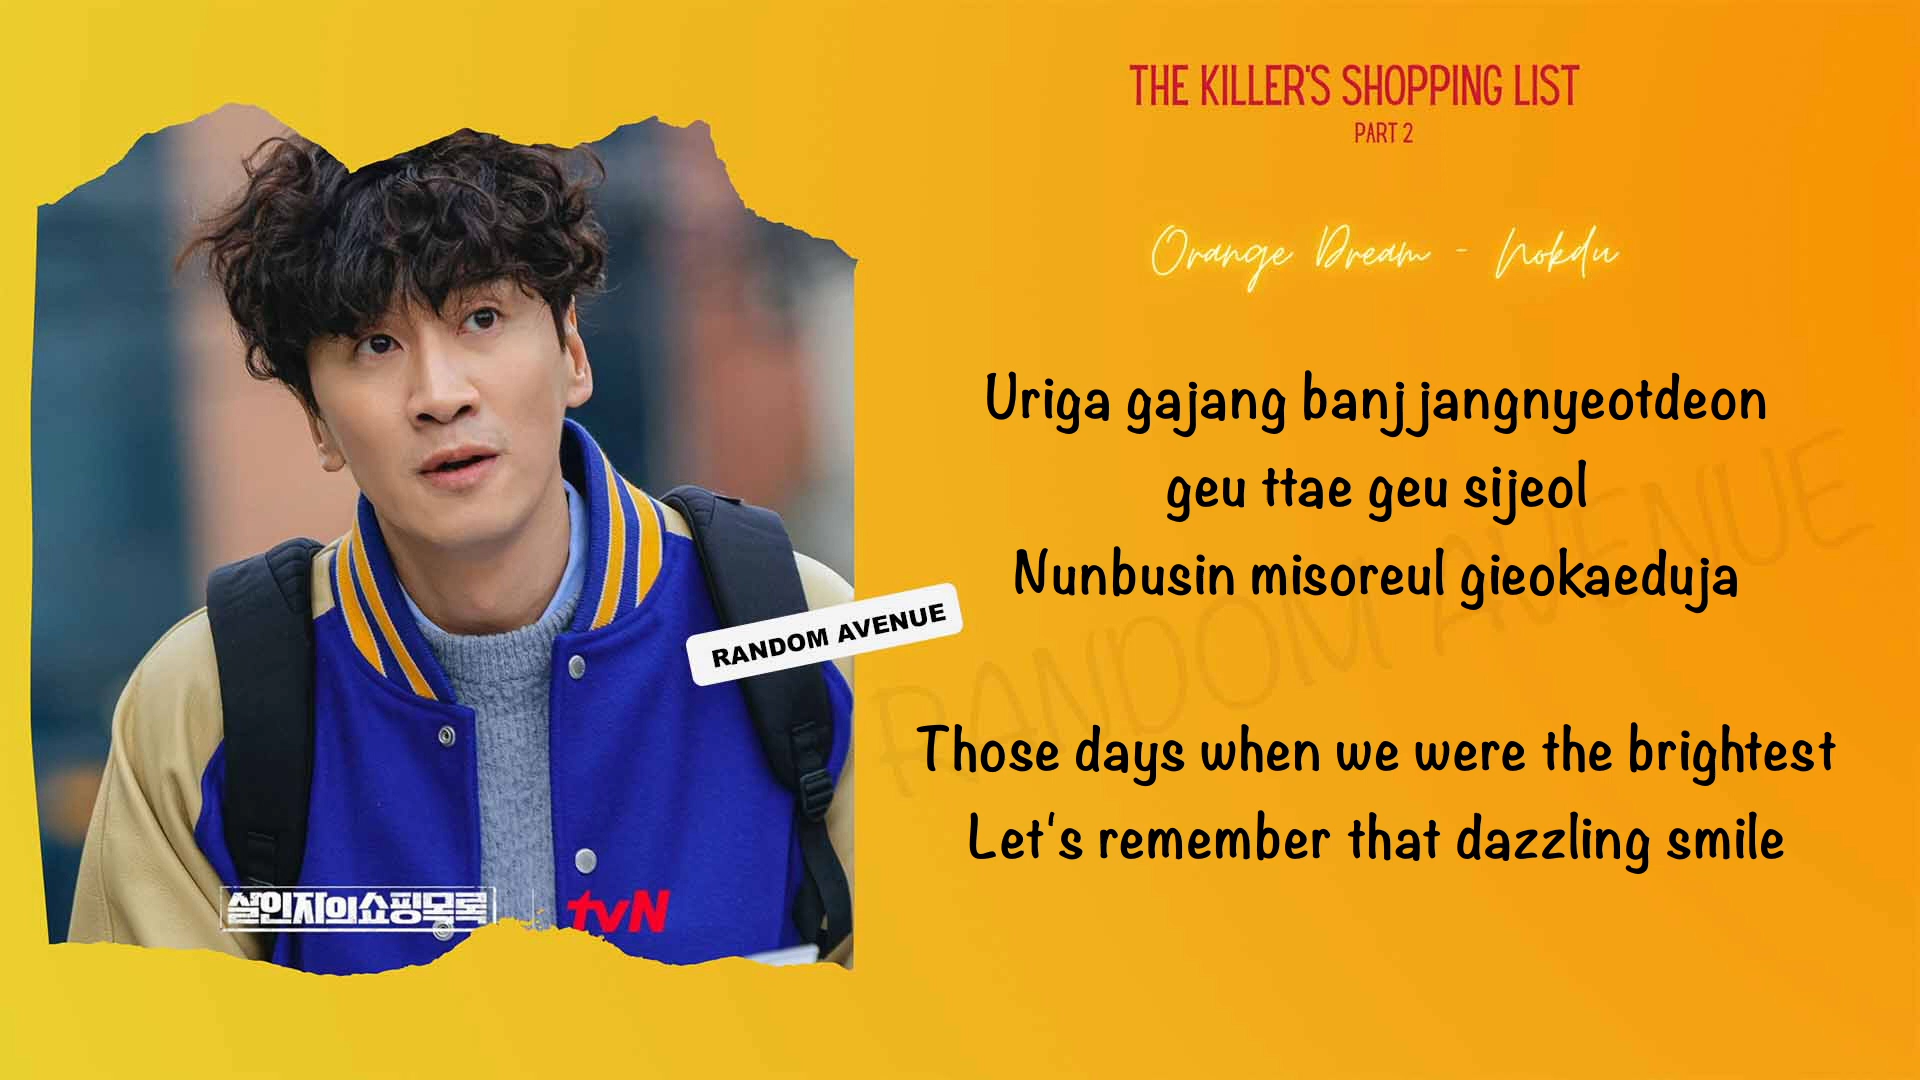 THE KILLER'S SHOPPING LIST
PART 2
Orange Dream - Nokdu
Uriga gajang banjjangnyeotdeon
geu ttae geu sijeol
Nunbusin misoreul gieokaeduja
RANDOM AVENUE
RANDOM AVENUE
Those days when we were the brightest
Let's remember that dazzling smile
살인자의쇼핑목록
tvN